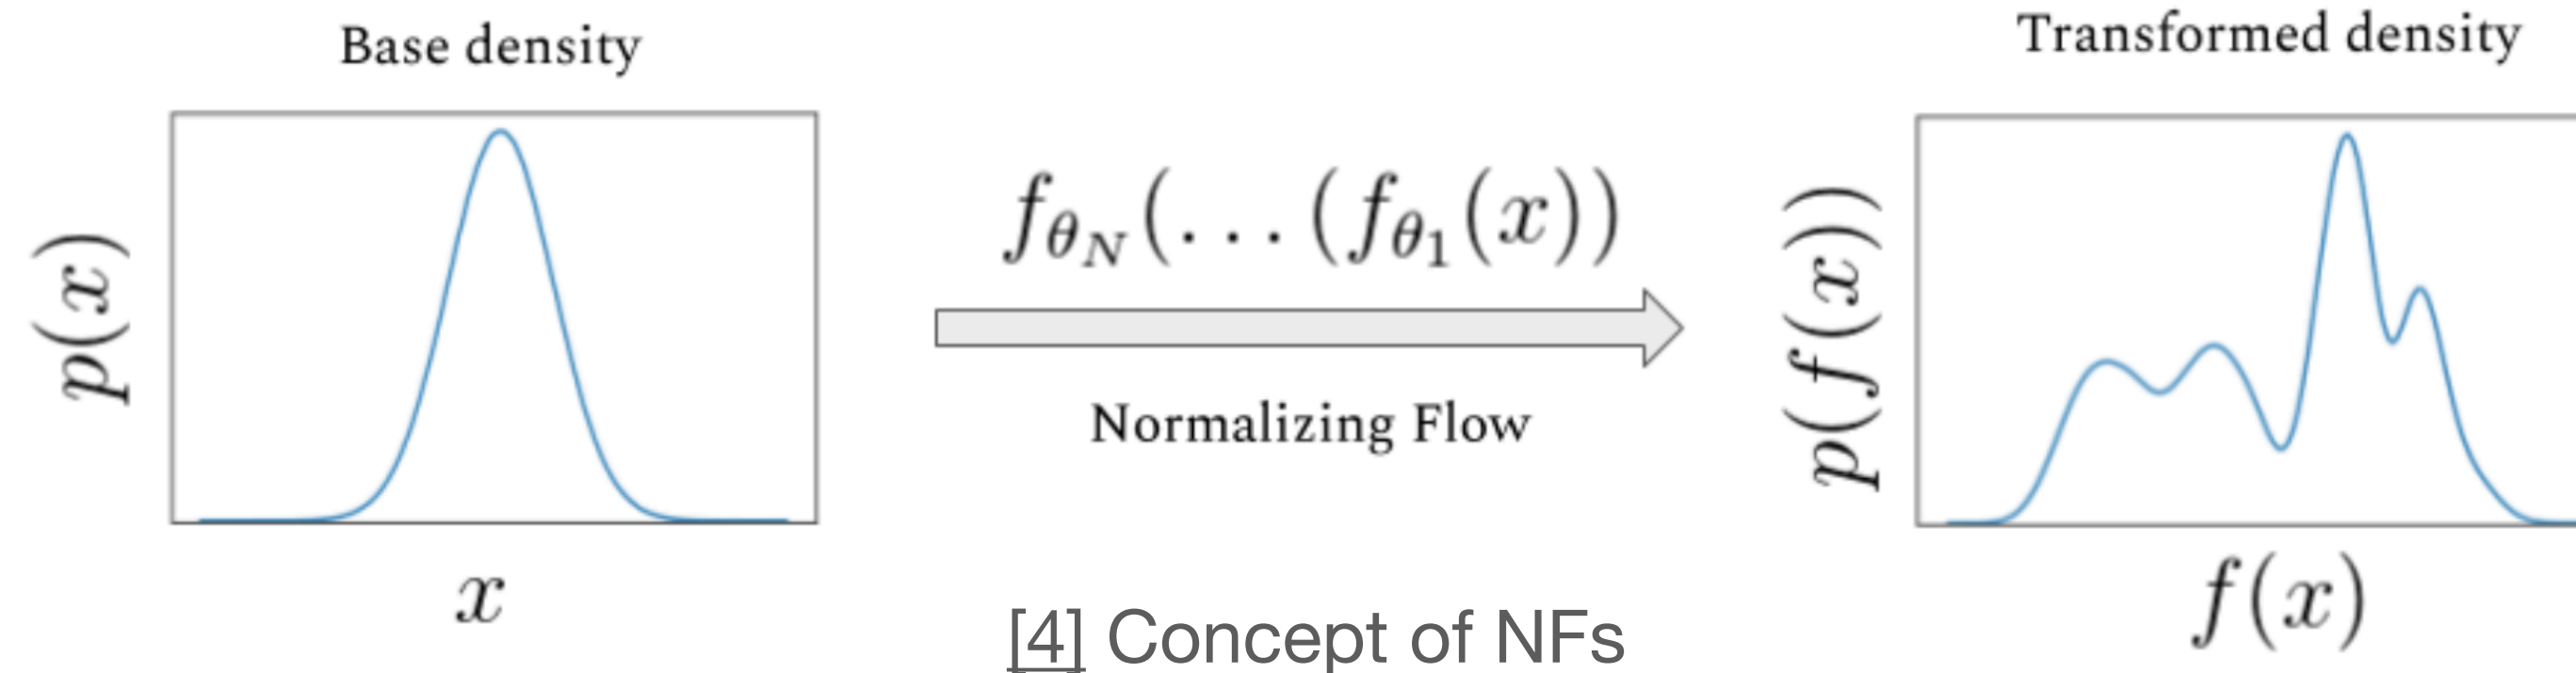 Base density
Transformed density
p(x)
f_{θ_N}(...(f_{θ_1}(x))
p(f(x))
Normalizing Flow
x
f(x)
[4] Concept of NFs